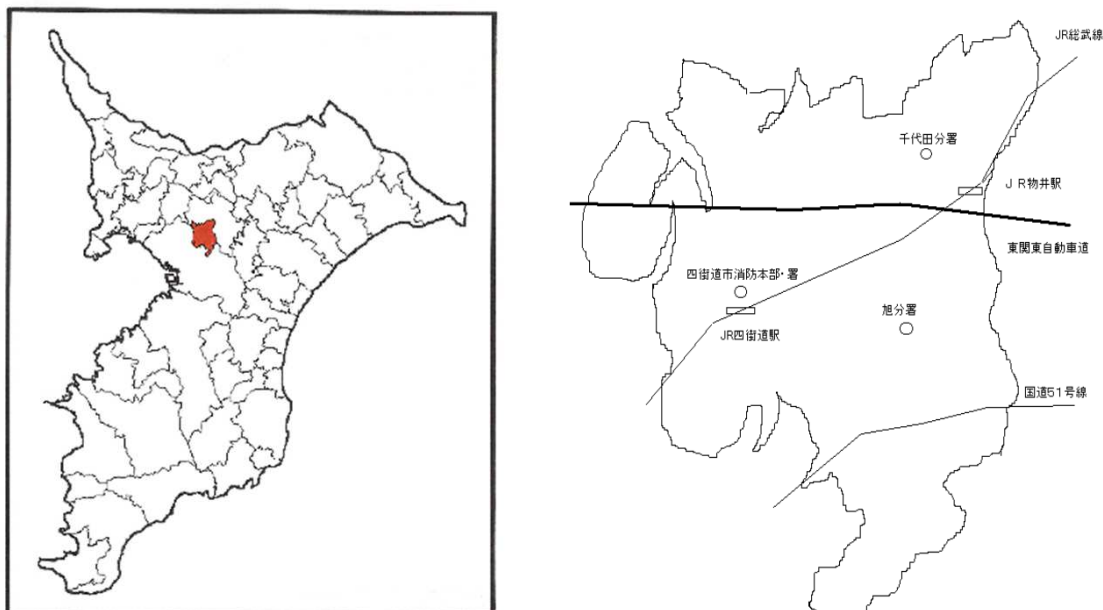 JR総武線
千代田分署
ＪＲ物井駅
東関東自動車道
四街道市消防本部・署
旭分署
JR四街道駅
国道51号線